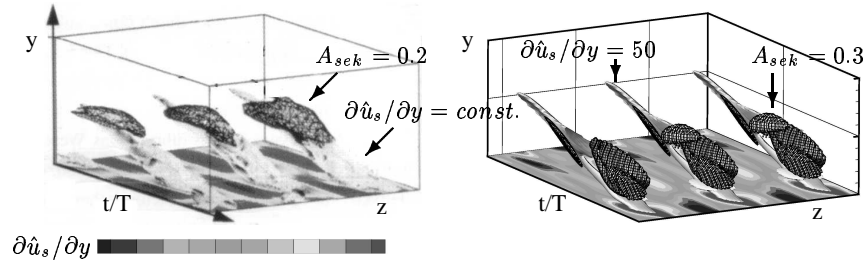 y
A_{sek} = 0.2
∂û_s/∂y = const.
t/T
z
∂û_s/∂y
y
∂û_s/∂y = 50
A_{sek} = 0.3
t/T
z